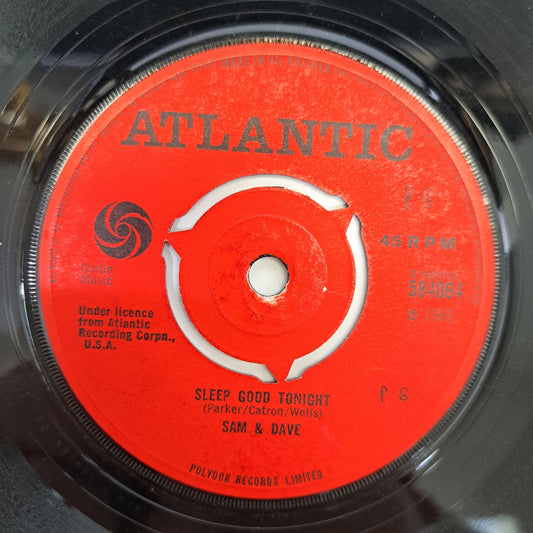 ATLANTIC
45 RPM
584064
Under licence
from Atlantic
Recording Corpn.,
U.S.A.
SLEEP GOOD TONIGHT
(Parker/Catron/Wells)
SAM & DAVE
POLYDOR RECORDS LIMITED